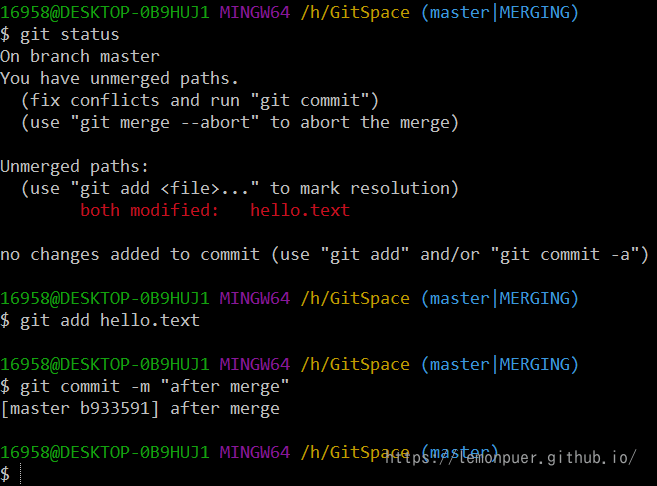 16958@DESKTOP-0B9HUJ1 MINGW64 /h/GitSpace (master|MERGING)
$ git status
On branch master
You have unmerged paths.
  (fix conflicts and run "git commit")
  (use "git merge --abort" to abort the merge)

Unmerged paths:
  (use "git add <file>..." to mark resolution)
        both modified:   hello.text

no changes added to commit (use "git add" and/or "git commit -a")

16958@DESKTOP-0B9HUJ1 MINGW64 /h/GitSpace (master|MERGING)
$ git add hello.text

16958@DESKTOP-0B9HUJ1 MINGW64 /h/GitSpace (master|MERGING)
$ git commit -m "after merge"
[master b933591] after merge

16958@DESKTOP-0B9HUJ1 MINGW64 /h/GitSpace (master)
https://lemonpuer.github.io/
$